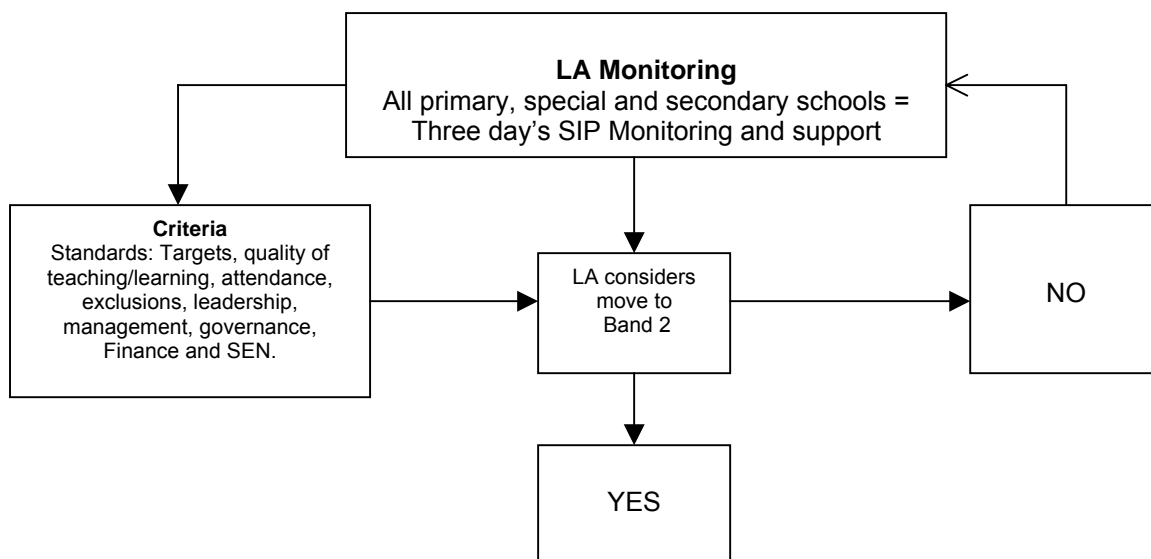 LA Monitoring
All primary, special and secondary schools =
Three day’s SIP Monitoring and support
Criteria
Standards: Targets, quality of
teaching/learning, attendance,
exclusions, leadership,
management, governance,
Finance and SEN.
LA considers
move to
Band 2
NO
YES